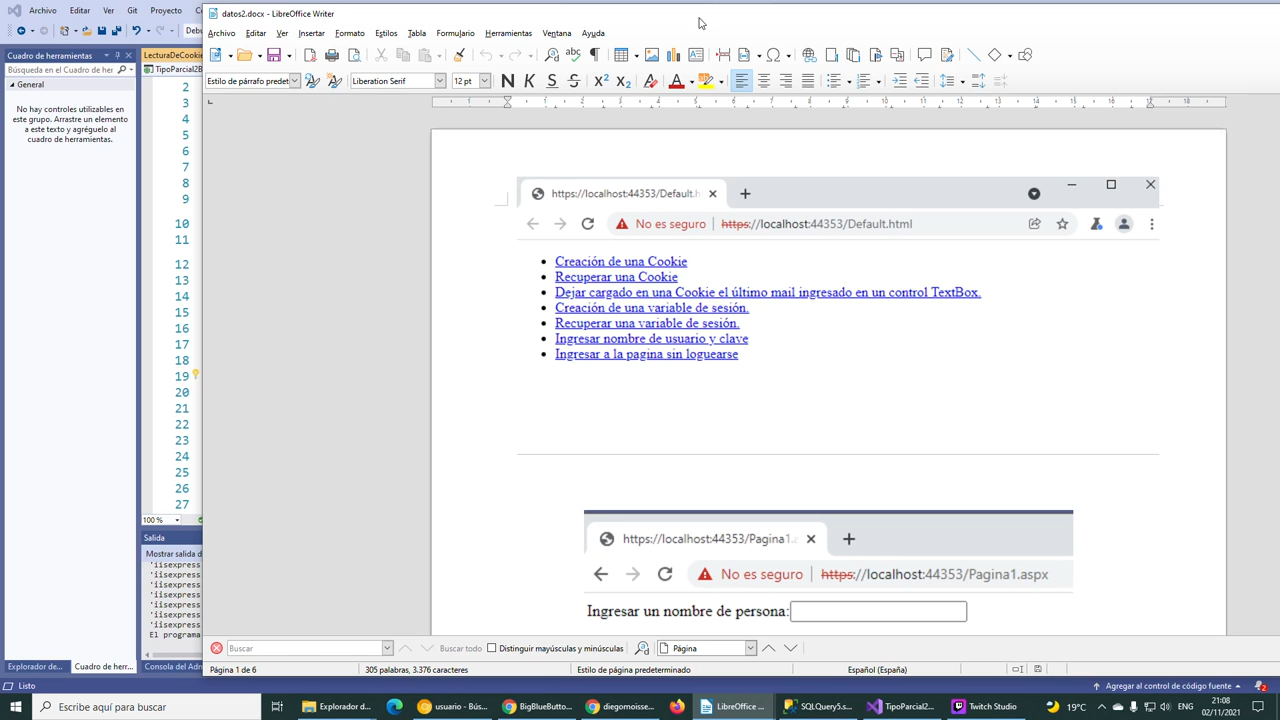 Archivo Editar Ver Git Proyecto
datos2.docx - LibreOffice Writer
Archivo Editar Ver Insertar Formato Estilos Tabla Formulario Herramientas Ventana Ayuda
Cuadro de herramientas
LecturaDeCookie
Búsqueda en el Cuadro de her
TipoParcial2B
General
Estilo de párrafo predet Liberation Serif 12 pt
No hay controles utilizables en
este grupo. Arrastre un elemento
a este texto y agréguelo al
cuadro de herramientas.
2
3
4
5
6
7
8
9
10
11
12
13
14
15
16
17
18
19
20
21
22
23
24
25
26
27
https://localhost:44353/Default.h
No es seguro https://localhost:44353/Default.html
Creación de una Cookie
Recuperar una Cookie
Dejar cargado en una Cookie el último mail ingresado en un control TextBox.
Creación de una variable de sesión.
Recuperar una variable de sesión.
Ingresar nombre de usuario y clave
Ingresar a la pagina sin loguearse
https://localhost:44353/Pagina1.a
No es seguro https://localhost:44353/Pagina1.aspx
Ingresar un nombre de persona:
100 %
Salida
Mostrar salida d
'iisexpress
'iisexpress
'iisexpress
'iisexpress
'iisexpress
'iisexpress
El programa
Buscar Buscar todo Distinguir mayúsculas y minúsculas Página
Explorador de... Cuadro de herr... Consola del Adn
Página 1 de 6 305 palabras, 3.376 caracteres Estilo de página predeterminado Español (España)
Listo Agregar al control de código fuente 2
Escribe aquí para buscar
Explorador d... usuario - Bús... BigBlueButto... diegomoisse... LibreOffice ... SQLQuery5.s... TipoParcial2... Twitch Studio
19°C ENG 21:08
02/11/2021 2